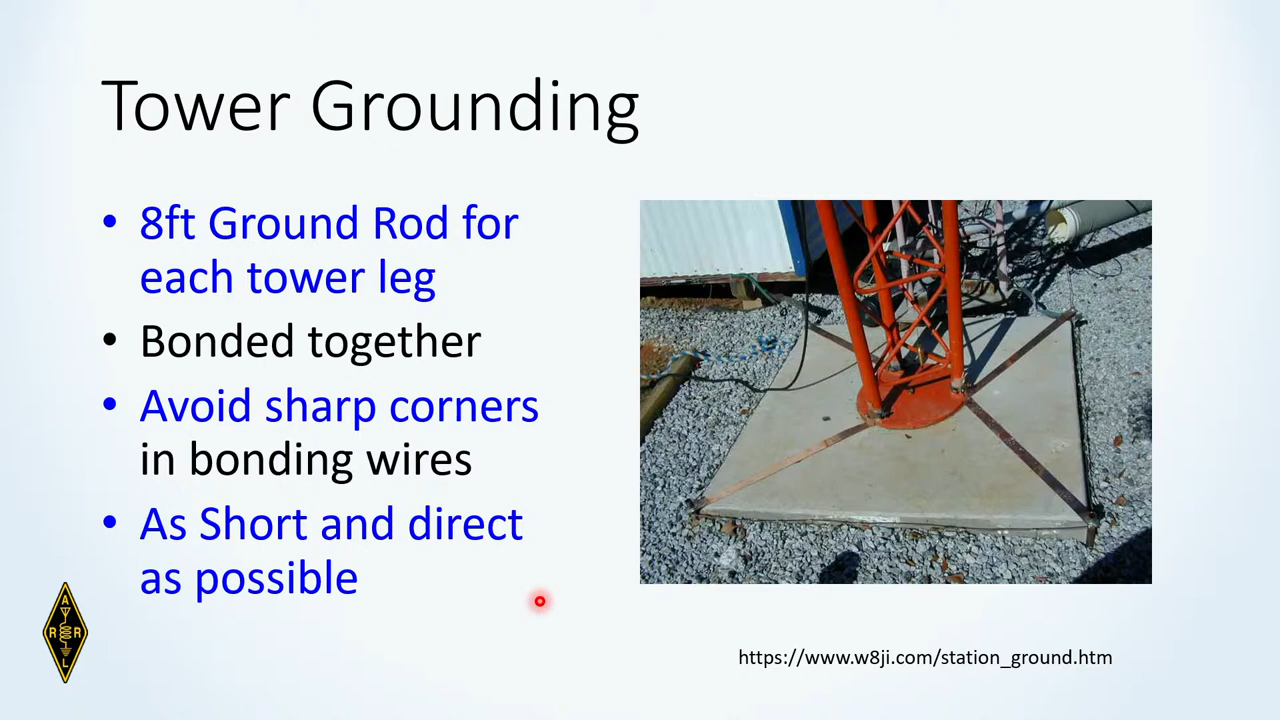 Tower Grounding
• 8ft Ground Rod for
each tower leg
• Bonded together
• Avoid sharp corners
in bonding wires
• As Short and direct
as possible
A
R R
L
https://www.w8ji.com/station_ground.htm